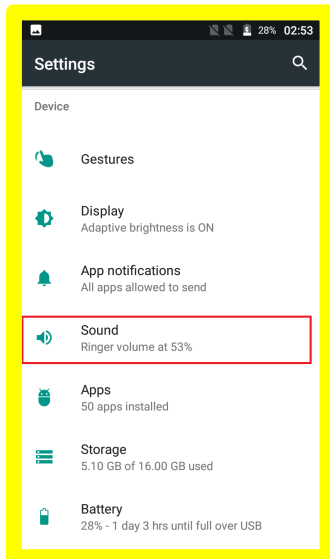 28% 02:53
Settings
Device
Gestures
Display
Adaptive brightness is ON
App notifications
All apps allowed to send
Sound
Ringer volume at 53%
Apps
50 apps installed
Storage
5.10 GB of 16.00 GB used
Battery
28% - 1 day 3 hrs until full over USB